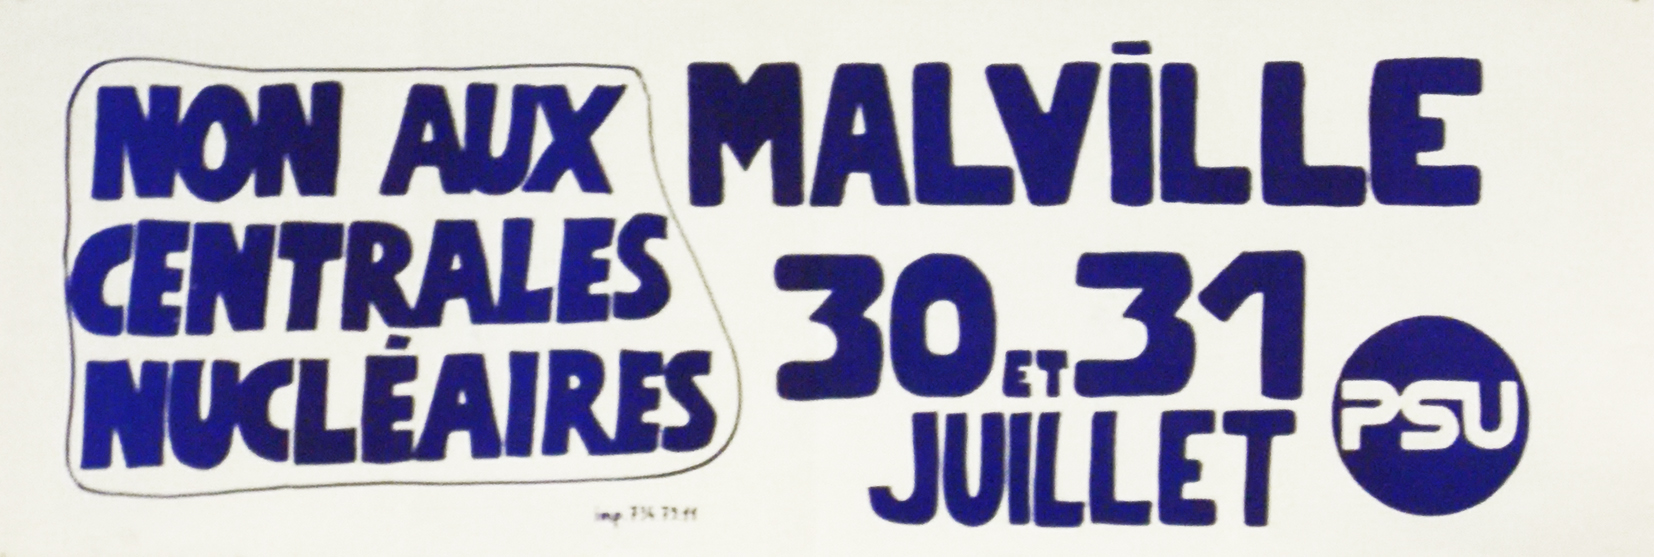 NON AUX
CENTRALES
NUCLÉAIRES
MALVILLE
30 ET 31
JUILLET
PSU